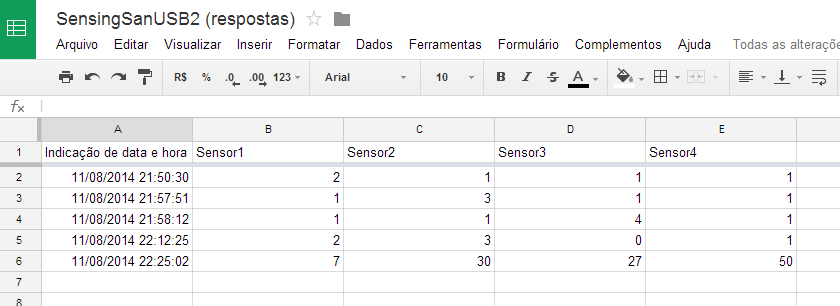 SensingSanUSB2 (respostas)
Arquivo Editar Visualizar Inserir Formatar Dados Ferramentas Formulário Complementos Ajuda Todas as alteraçõe
R$ % .0 .00 123 Arial 10 B I S A
fx
A B C D E
1 Indicação de data e hora Sensor1 Sensor2 Sensor3 Sensor4
2 11/08/2014 21:50:30 2 1 1 1
3 11/08/2014 21:57:51 1 3 1 1
4 11/08/2014 21:58:12 1 1 4 1
5 11/08/2014 22:12:25 2 3 0 1
6 11/08/2014 22:25:02 7 30 27 50
7
8